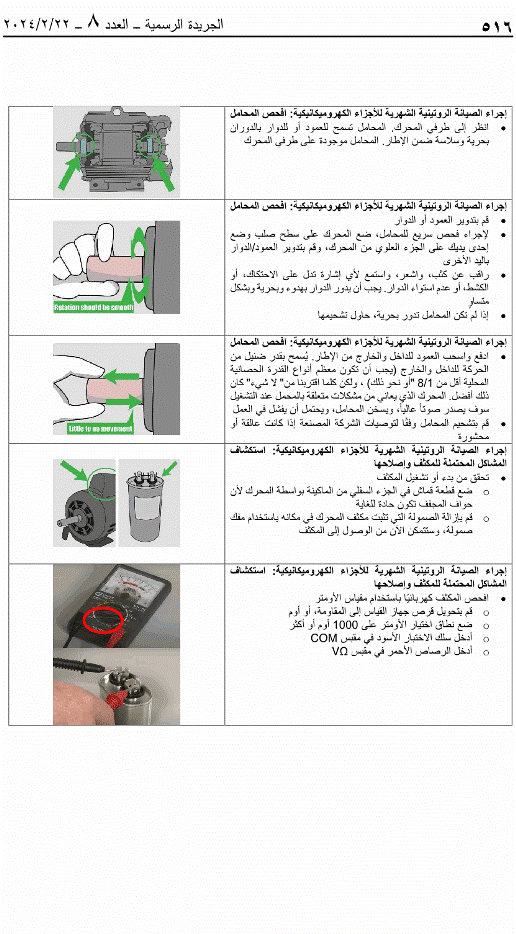 ٥١٦
الجريدة الرسمية – العدد ٨ – ٢٠٢٤/٢/٢٢
إجراء الصيانة الروتينية الشهرية للأجزاء الكهروميكانيكية: افحص المحامل
• انظر إلى طرفي المحرك. المحامل تسمح للعمود أو للدوار بالدوران
بحرية وسلاسة ضمن الإطار. المحامل موجودة على طرفي المحرك
إجراء الصيانة الروتينية الشهرية للأجزاء الكهروميكانيكية: افحص المحامل
• قم بتدوير العمود أو الدوار
• لإجراء فحص سريع للمحامل، ضع المحرك على سطح صلب وضع
إحدى يديك على الجزء العلوي من المحرك، وقم بتدوير العمود/الدوار
باليد الأخرى
• راقب عن كثب، واشعر، واستمع لأي إشارة تدل على الاحتكاك، أو
الكشط، أو عدم استواء الدوار. يجب أن يدور الدوار بهدوء وبحرية وبشكل
متساو
• إذا لم تكن المحامل تدور بحرية، حاول تشحيمها
Rotation should be smooth
إجراء الصيانة الروتينية الشهرية للأجزاء الكهروميكانيكية: افحص المحامل
• ادفع واسحب العمود للداخل والخارج من الإطار. يُسمح بقدر ضئيل من
الحركة للداخل والخارج (يجب أن تكون معظم أنواع القدرة الحصانية
المحلية أقل من 8/1 "أو نحو ذلك) ، ولكن كلما اقتربنا من" لا شيء" كان
ذلك أفضل. المحرك الذي يعاني من مشكلات متعلقة بالمحمل عند التشغيل
سوف يصدر صوتاً عالياً، ويسخن المحامل، ويحتمل أن يفشل في العمل
• قم بتشحيم المحامل وفقًا لتوصيات الشركة المصنعة إذا كانت عالقة أو
محشورة
Little to no movement
إجراء الصيانة الروتينية الشهرية للأجزاء الكهروميكانيكية: استكشاف
المشاكل المحتملة للمكثف وإصلاحها
• تحقق من بدء أو تشغيل المكثف
o ضع قطعة قماش في الجزء السفلي من الماكينة بواسطة المحرك لأن
حواف المجفف تكون حادة للغاية
o قم بإزالة الصمولة التي تثبت مكثف المحرك في مكانه باستخدام مفك
صمولة، وستتمكن الآن من الوصول إلى المكثف
إجراء الصيانة الروتينية الشهرية للأجزاء الكهروميكانيكية: استكشاف
المشاكل المحتملة للمكثف وإصلاحها
• افحص المكثف كهربائيًا باستخدام مقياس الأومتر
o قم بتحويل قرص جهاز القياس إلى المقاومة، أو أوم
o ضع نطاق اختبار الأومتر على 1000 أوم أو أكثر
o أدخل سلك الاختبار الأسود في مقبس COM
o أدخل الرصاص الأحمر في مقبس VΩ